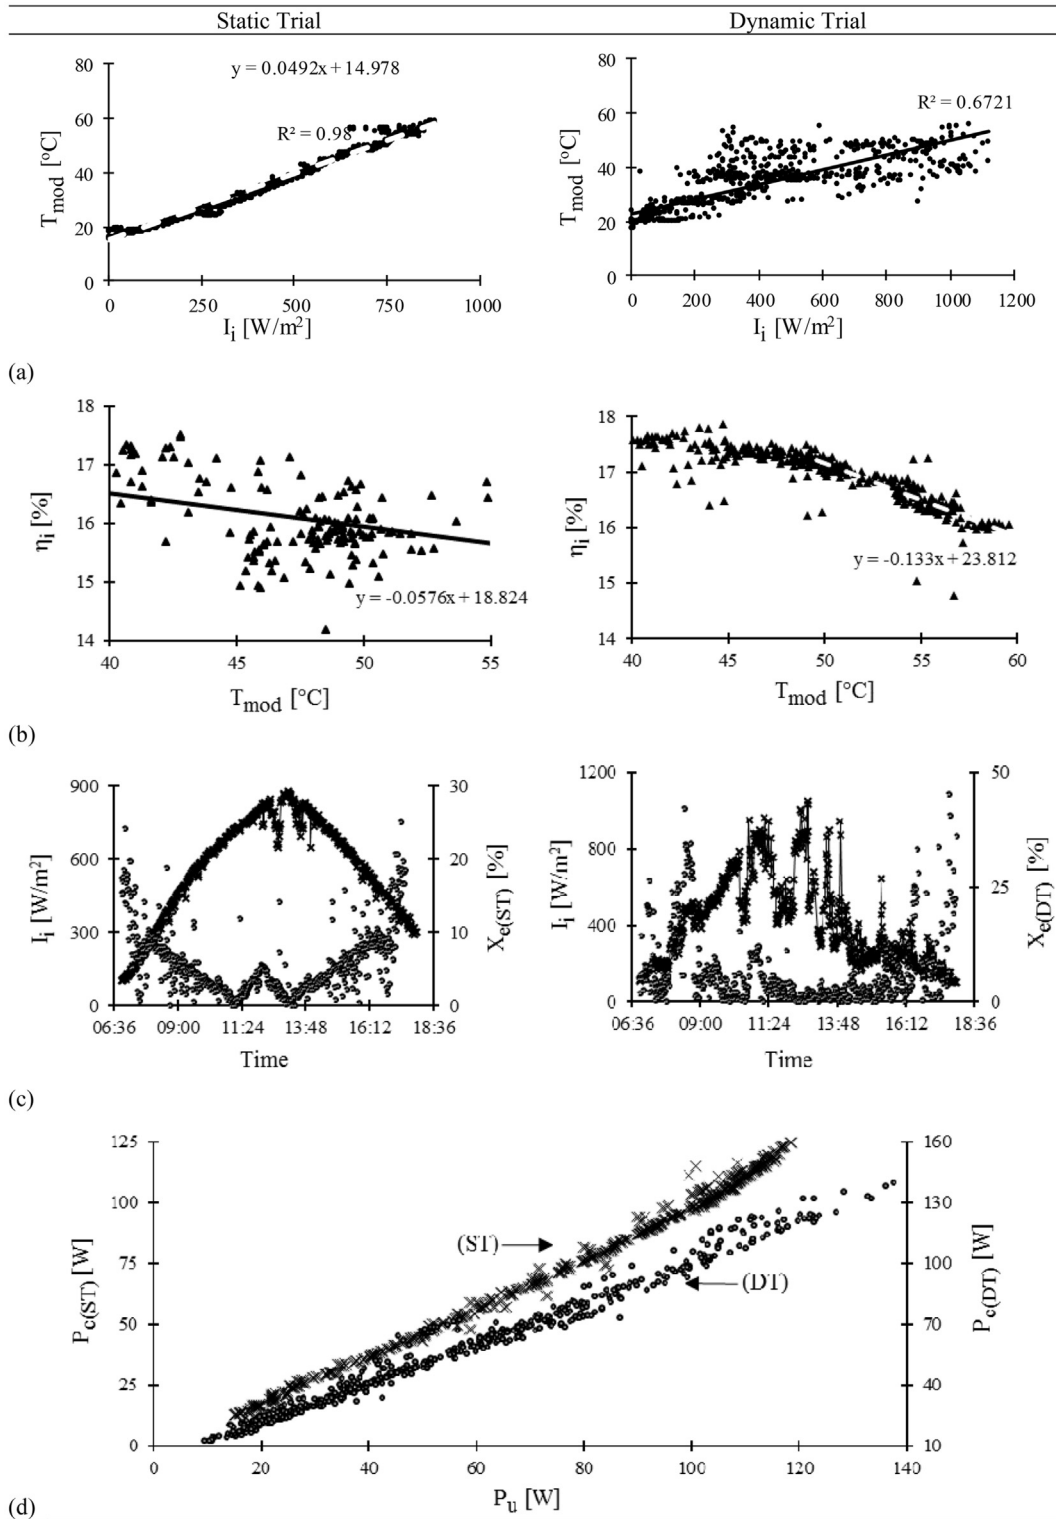 Static Trial Dynamic Trial
80
y = 0.0492x + 14.978
R² = 0.98
60
40
20
0
T_mod [°C]
0 250 500 750 1000
I_i [W/m²]
80
R² = 0.6721
60
40
20
0
T_mod [°C]
0 200 400 600 800 1000 1200
I_i [W/m²]
(a)
18
17
16
15
14
η_i [%]
y = -0.0576x + 18.824
40 45 50 55
T_mod [°C]
18
17
16
15
14
η_i [%]
y = -0.133x + 23.812
40 45 50 55 60
T_mod [°C]
(b)
900
600
300
0
I_i [W/m²]
30
20
10
0
X_e(ST) [%]
06:36 09:00 11:24 13:48 16:12 18:36
Time
1200
800
400
0
I_i [W/m²]
50
25
0
X_e(DT) [%]
06:36 09:00 11:24 13:48 16:12 18:36
Time
(c)
125
100
75
50
25
0
P_c(ST) [W]
(ST)
(DT)
160
130
100
70
40
10
P_c(DT) [W]
0 20 40 60 80 100 120 140
P_u [W]
(d)